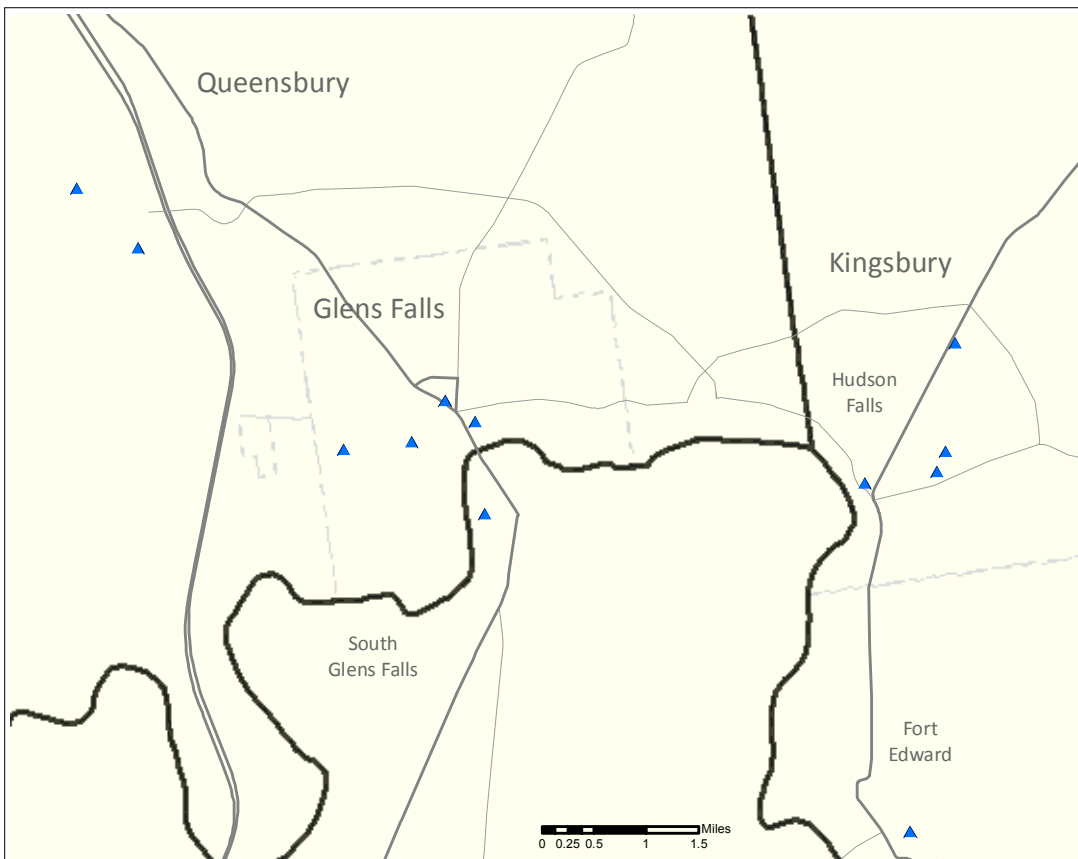 Queensbury
Kingsbury
Glens Falls
Hudson
Falls
South
Glens Falls
Fort
Edward
Miles
0 0.25 0.5 1 1.5